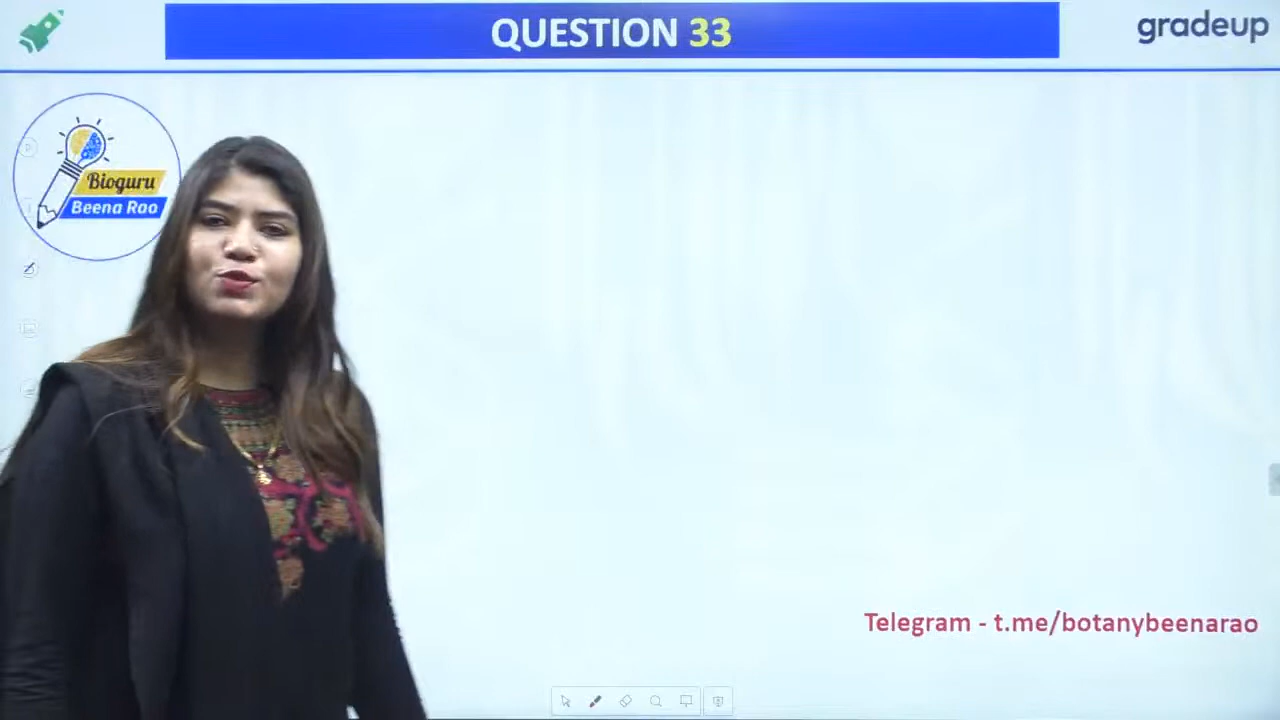 QUESTION 33
gradeup
Bioguru
Beena Rao
Telegram - t.me/botanybeenarao